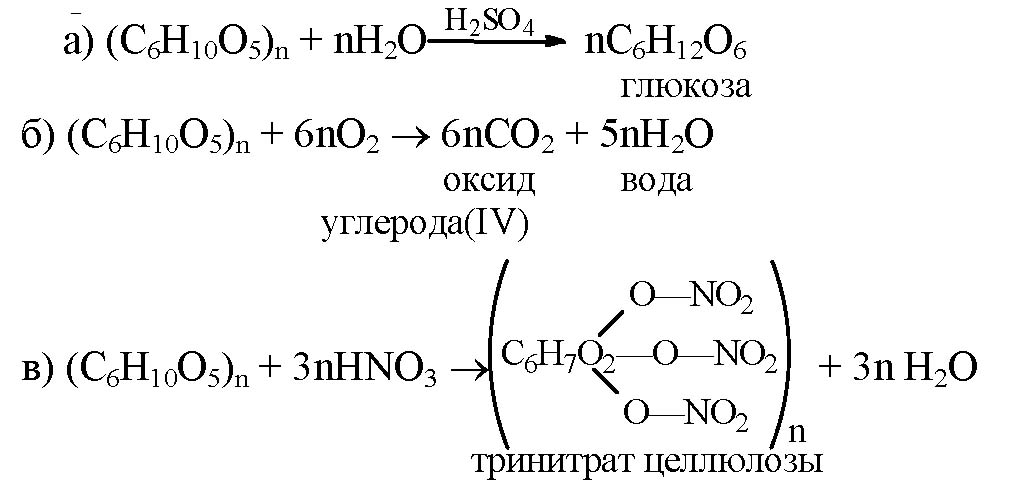 а) (C₆H₁₀O₅)ₙ + nH₂O —H₂SO₄→ nC₆H₁₂O₆
глюкоза
б) (C₆H₁₀O₅)ₙ + 6nO₂ → 6nCO₂ + 5nH₂O
оксид вода
углерода(IV)
O—NO₂
в) (C₆H₁₀O₅)ₙ + 3nHNO₃ → (C₆H₇O₂—O—NO₂)ₙ + 3n H₂O
O—NO₂
тринитрат целлюлозы